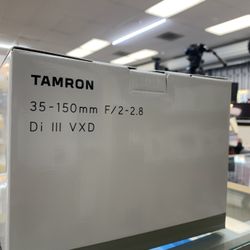 TAMRON
35-150mm F/2-2.8
Di III VXD